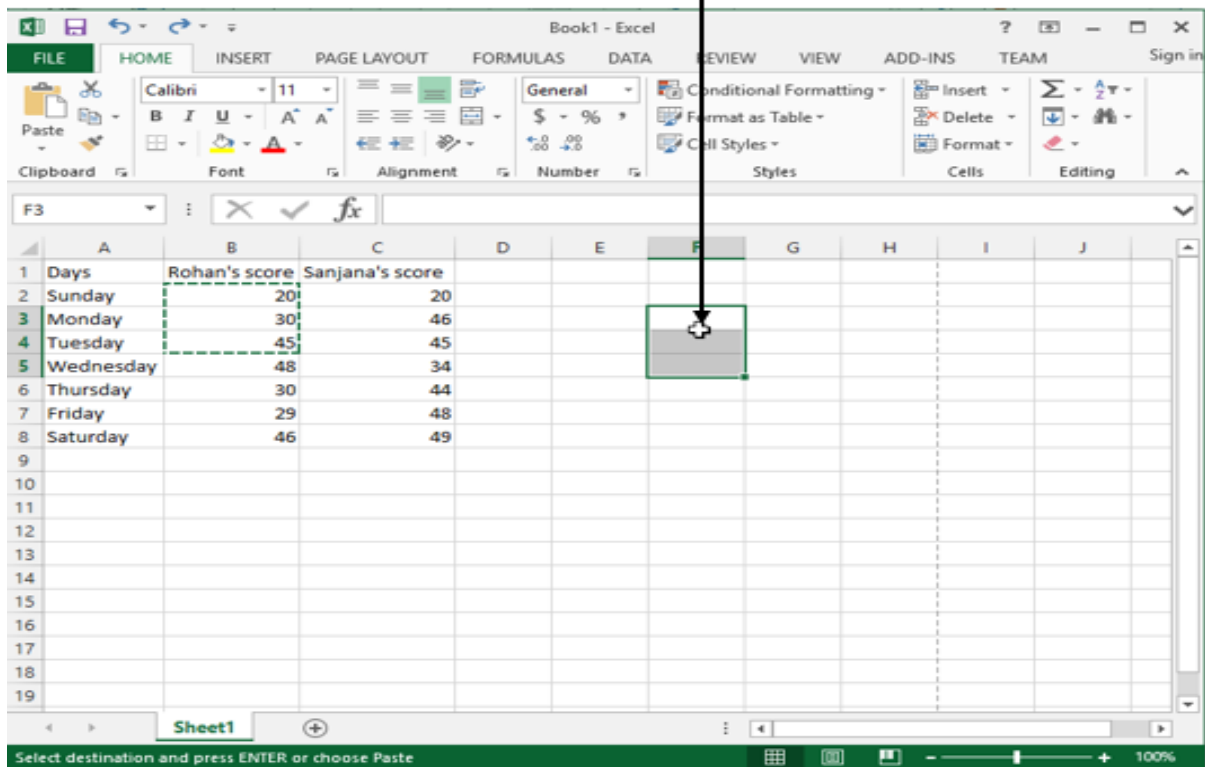 Book1 - Excel ?
FILE HOME INSERT PAGE LAYOUT FORMULAS DATA REVIEW VIEW ADD-INS TEAM Sign in
Calibri 11 General Conditional Formatting Insert
Paste B I U A A $ % , Format as Table Delete
A .00 Cell Styles Format
Clipboard Font Alignment Number Styles Cells Editing
F3 fx
A B C D E F G H I J
1 Days Rohan's score Sanjana's score
2 Sunday 20 20
3 Monday 30 46
4 Tuesday 45 45
5 Wednesday 48 34
6 Thursday 30 44
7 Friday 29 48
8 Saturday 46 49
9
10
11
12
13
14
15
16
17
18
19
Sheet1
Select destination and press ENTER or choose Paste 100%